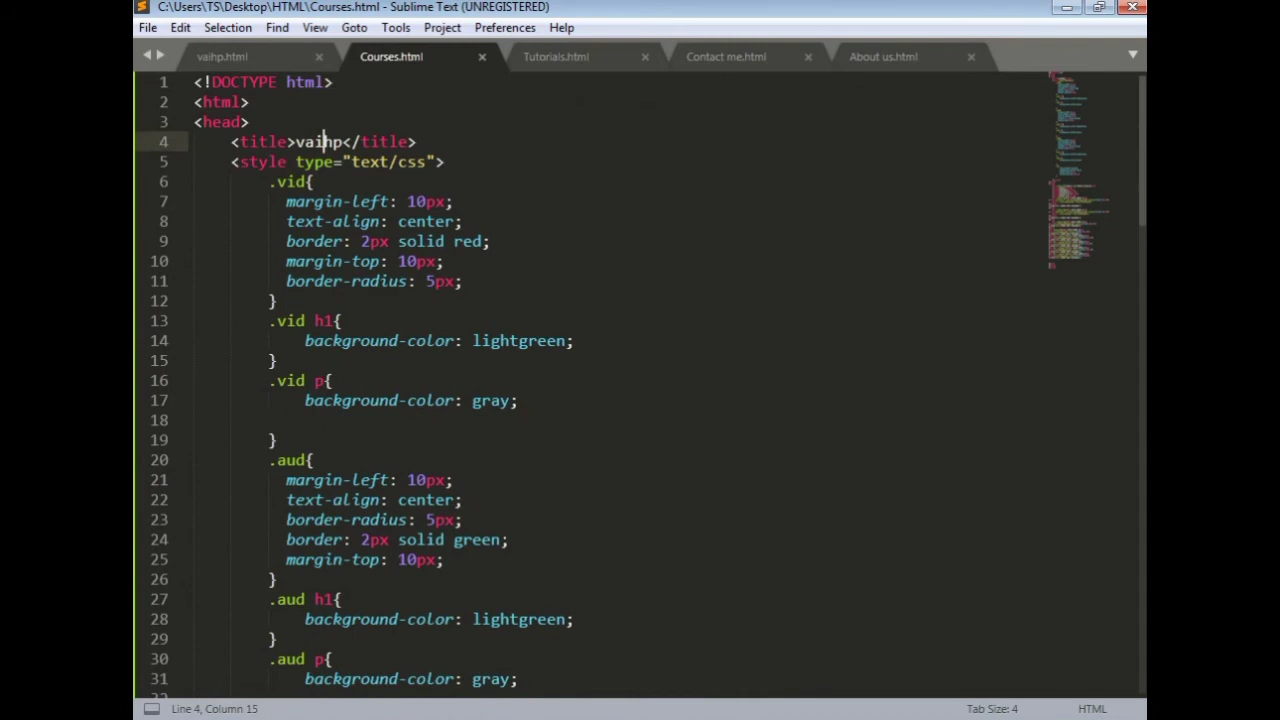 C:\Users\TS\Desktop\HTML\Courses.html - Sublime Text (UNREGISTERED)
File Edit Selection Find View Goto Tools Project Preferences Help
vaihp.html Courses.html Tutorials.html Contact me.html About us.html
1 <!DOCTYPE html>
2 <html>
3 <head>
4 <title>vaihp</title>
5 <style type="text/css">
6 .vid{
7 margin-left: 10px;
8 text-align: center;
9 border: 2px solid red;
10 margin-top: 10px;
11 border-radius: 5px;
12 }
13 .vid h1{
14 background-color: lightgreen;
15 }
16 .vid p{
17 background-color: gray;
18
19 }
20 .aud{
21 margin-left: 10px;
22 text-align: center;
23 border-radius: 5px;
24 border: 2px solid green;
25 margin-top: 10px;
26 }
27 .aud h1{
28 background-color: lightgreen;
29 }
30 .aud p{
31 background-color: gray;
Line 4, Column 15 Tab Size: 4 HTML